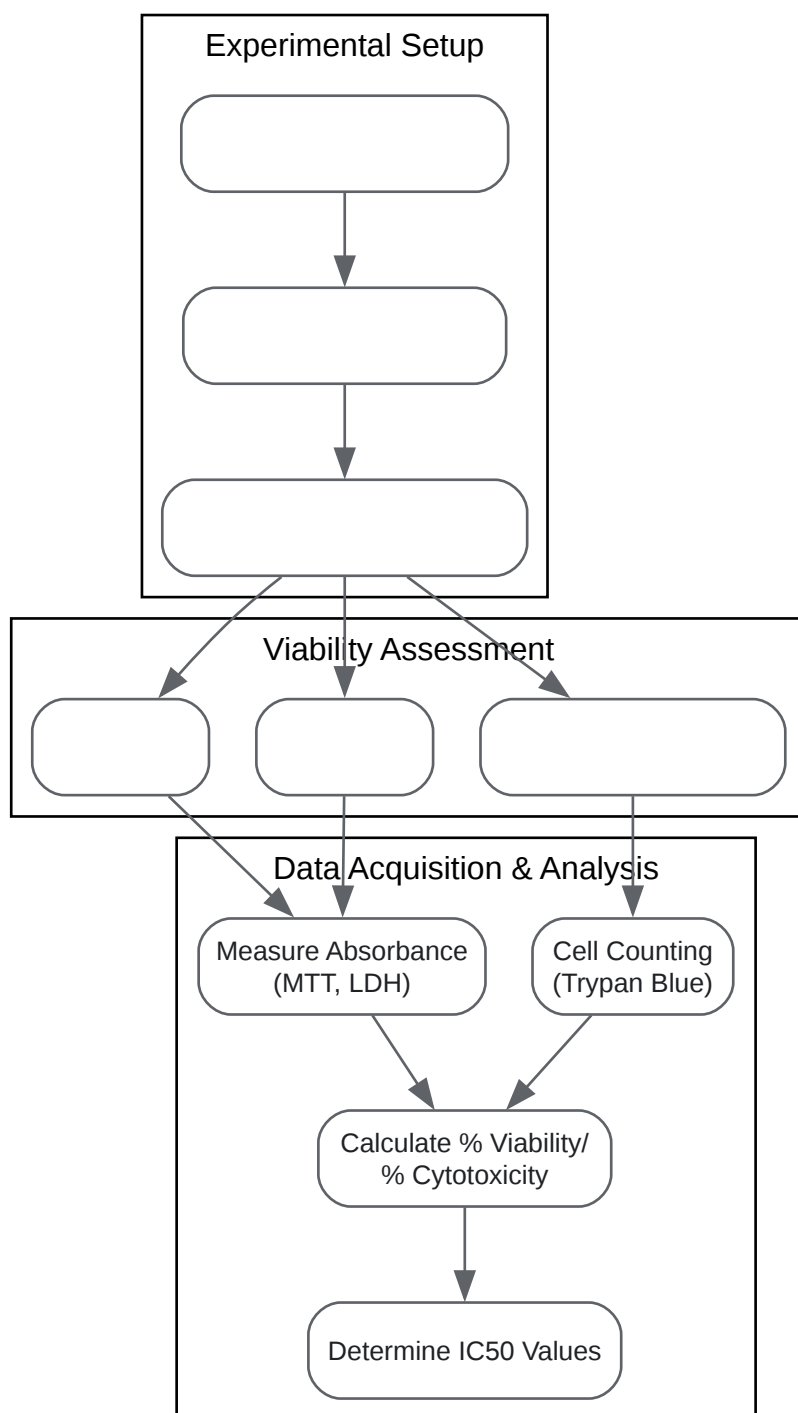 Experimental Setup
Viability Assessment
Data Acquisition & Analysis
Measure Absorbance
(MTT, LDH)
Cell Counting
(Trypan Blue)
Calculate % Viability/
% Cytotoxicity
Determine IC50 Values